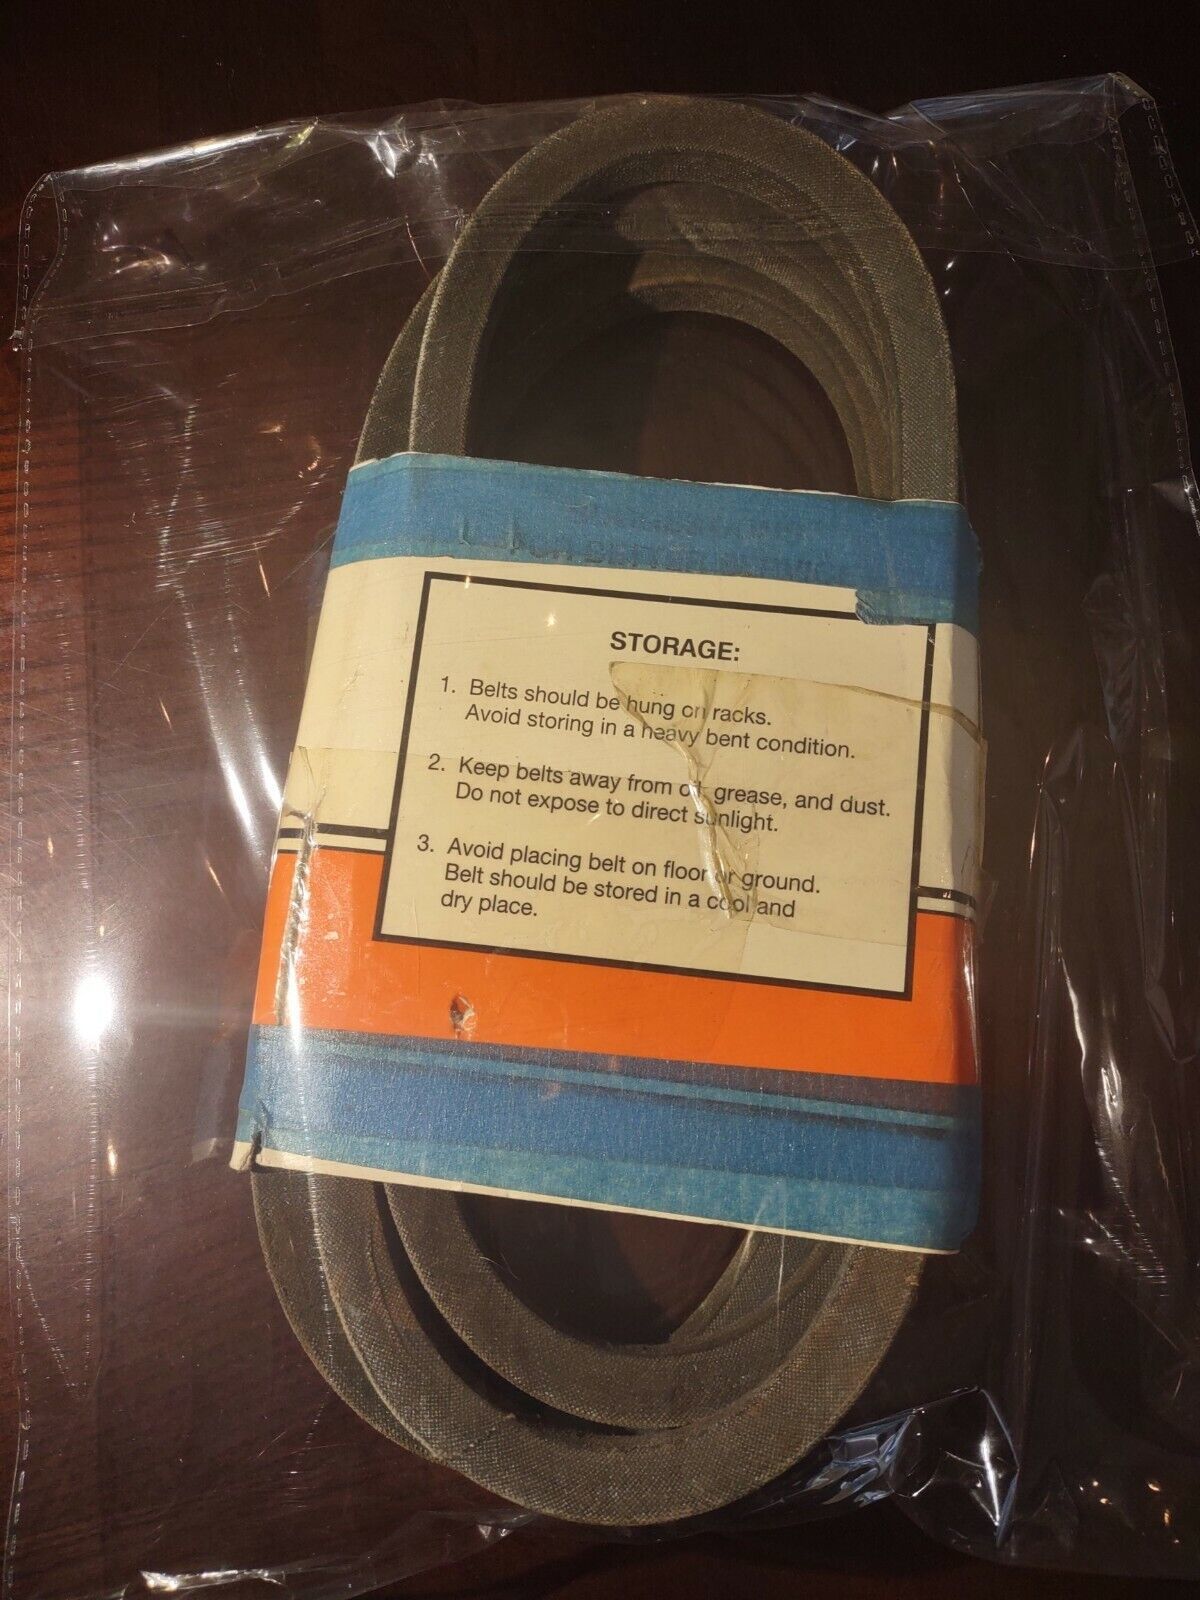 STORAGE:
1. Belts should be hung on racks.
Avoid storing in a heavy bent condition.
2. Keep belts away from oil, grease, and dust.
Do not expose to direct sunlight.
3. Avoid placing belt on floor or ground.
Belt should be stored in a cool and
dry place.